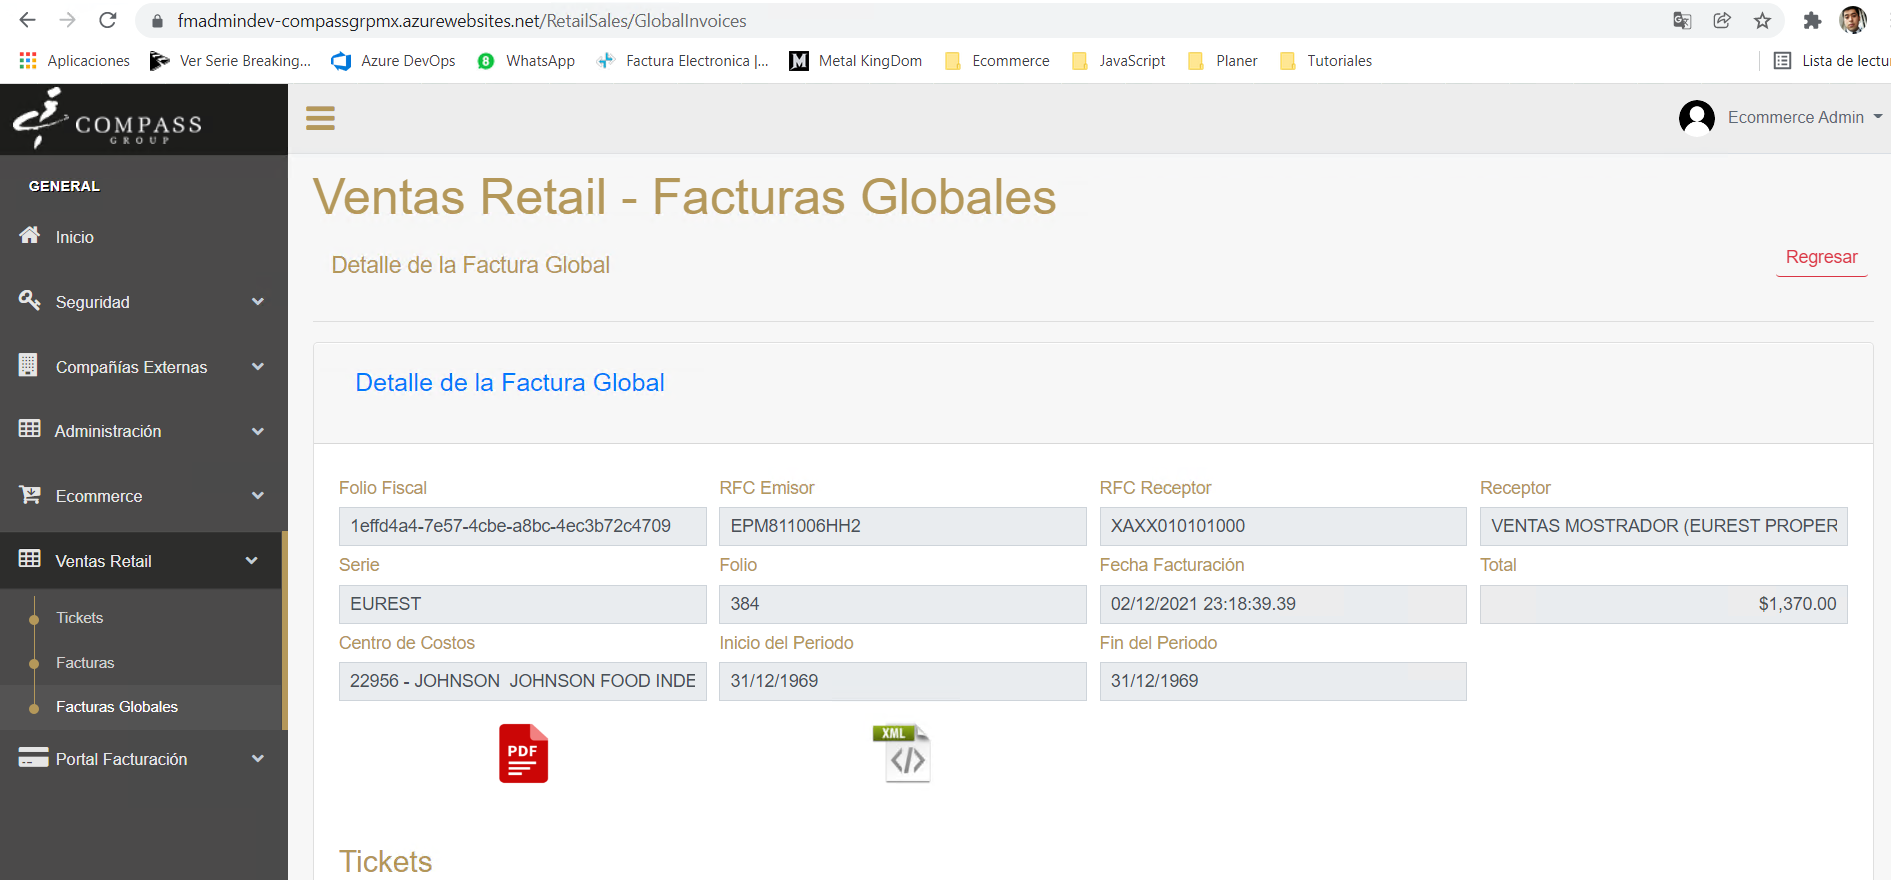 fmadmindev-compassgrpmx.azurewebsites.net/RetailSales/GlobalInvoices
Aplicaciones Ver Serie Breaking... Azure DevOps 8 WhatsApp Factura Electronica |... Metal KingDom Ecommerce JavaScript Planer Tutoriales Lista de lectu
COMPASS
GROUP
Ecommerce Admin
GENERAL
Inicio
Seguridad
Compañías Externas
Administración
Ecommerce
Ventas Retail
Tickets
Facturas
Facturas Globales
Portal Facturación
Ventas Retail - Facturas Globales
Detalle de la Factura Global
Regresar
Detalle de la Factura Global
Folio Fiscal RFC Emisor RFC Receptor Receptor
1effd4a4-7e57-4cbe-a8bc-4ec3b72c4709 EPM811006HH2 XAXX010101000 VENTAS MOSTRADOR (EUREST PROPER
Serie Folio Fecha Facturación Total
EUREST 384 02/12/2021 23:18:39.39 $1,370.00
Centro de Costos Inicio del Periodo Fin del Periodo
22956 - JOHNSON  JOHNSON FOOD INDE 31/12/1969 31/12/1969
PDF XML
Tickets